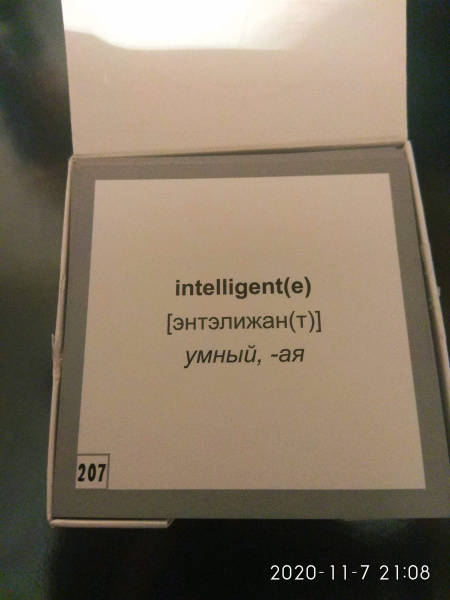 intelligent(e)
[энтэлижан(т)]
умный, -ая
207
2020-11-7 21:08